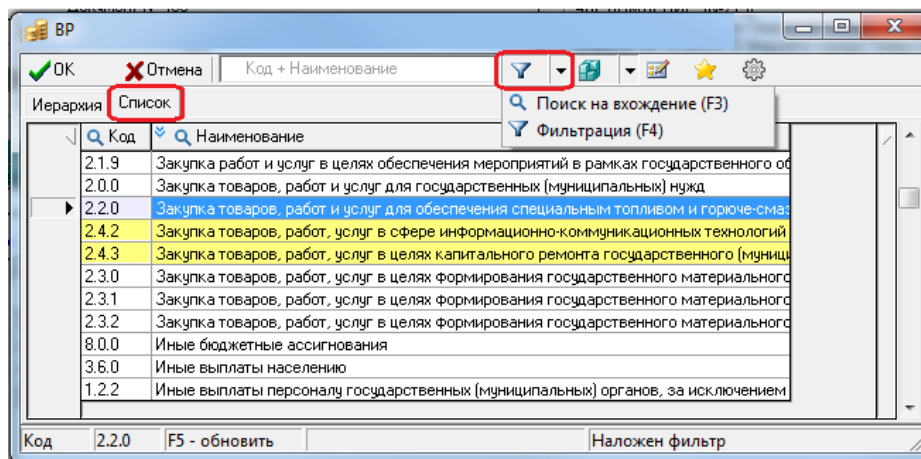 ВР
ОК
Отмена
Код + Наименование
Иерархия
Список
Поиск на вхождение (F3)
Фильтрация (F4)
Код
Наименование
2.1.9 Закупка работ и услуг в целях обеспечения мероприятий в рамках государственного об
2.0.0 Закупка товаров, работ и услуг для государственных (муниципальных) нужд
2.2.0 Закупка товаров, работ и услуг для обеспечения специальным топливом и горюче-смаз
2.4.2 Закупка товаров, работ, услуг в сфере информационно-коммуникационных технологий
2.4.3 Закупка товаров, работ, услуг в целях капитального ремонта государственного (муници
2.3.0 Закупка товаров, работ, услуг в целях формирования государственного материального
2.3.1 Закупка товаров, работ, услуг в целях формирования государственного материального
2.3.2 Закупка товаров, работ, услуг в целях формирования государственного материального
8.0.0 Иные бюджетные ассигнования
3.6.0 Иные выплаты населению
1.2.2 Иные выплаты персоналу государственных (муниципальных) органов, за исключением
Код 2.2.0 F5 - обновить Наложен фильтр